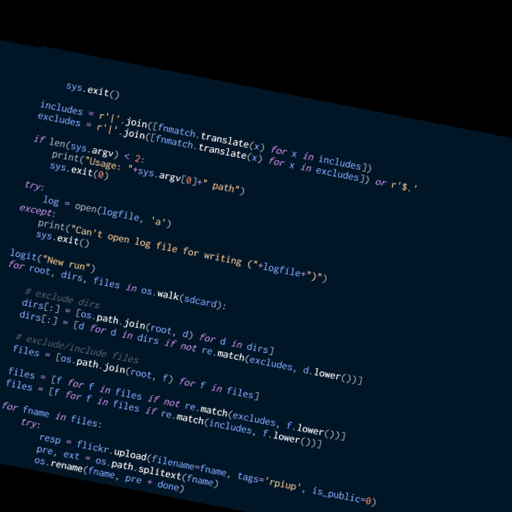 sys.exit()
includes = r'|'.join([fnmatch.translate(x) for x in includes])
excludes = r'|'.join([fnmatch.translate(x) for x in excludes]) or r'$.'
if len(sys.argv) < 2:
print("Usage: "+sys.argv[0]+" path")
sys.exit(0)
try:
log = open(logfile, 'a')
except:
print("Can't open log file for writing ("+logfile+")")
sys.exit()
logit("New run")
for root, dirs, files in os.walk(sdcard):
# exclude dirs
dirs[:] = [os.path.join(root, d) for d in dirs]
dirs[:] = [d for d in dirs if not re.match(excludes, d.lower())]
# exclude/include files
files = [os.path.join(root, f) for f in files]
files = [f for f in files if not re.match(excludes, f.lower())]
files = [f for f in files if re.match(includes, f.lower())]
for fname in files:
try:
resp = flickr.upload(filename=fname, tags='rpiup', is_public=0)
pre, ext = os.path.splitext(fname)
os.rename(fname, pre + done)